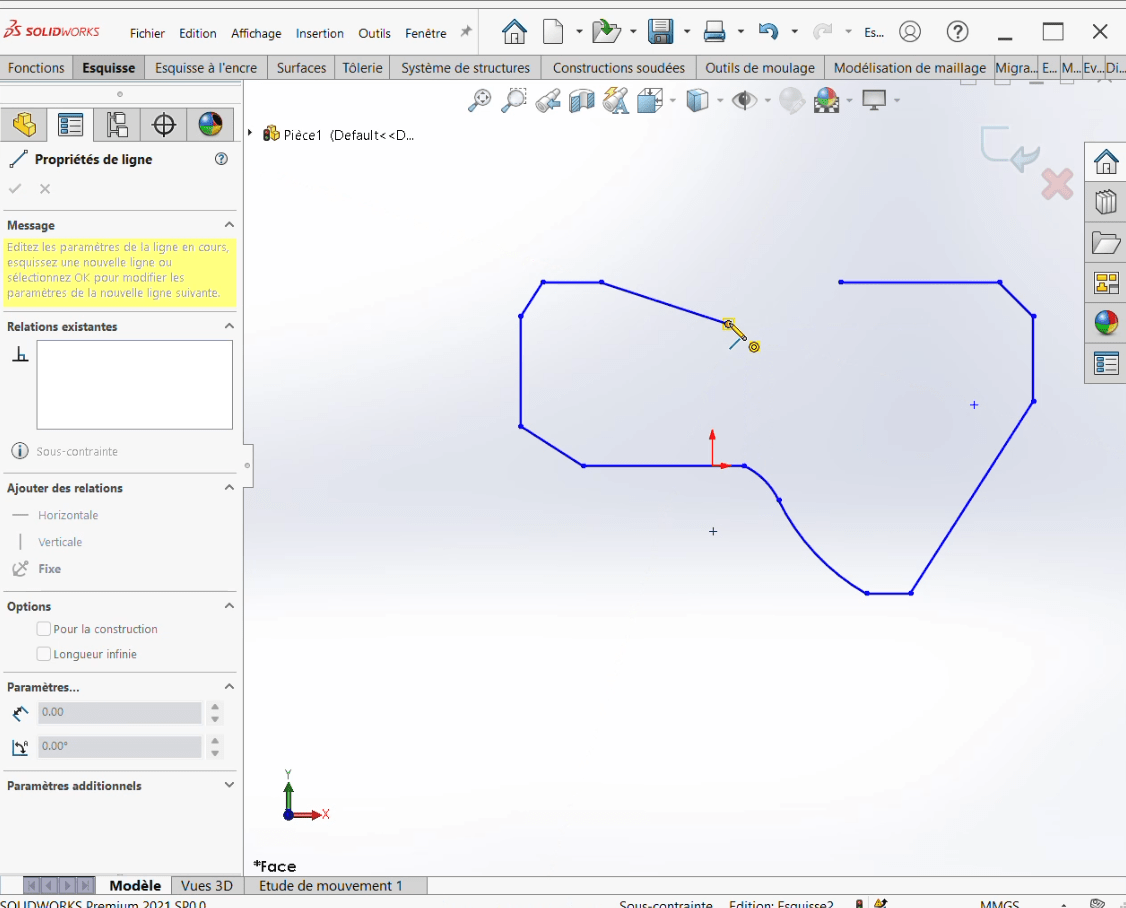 SOLIDWORKS Fichier Edition Affichage Insertion Outils Fenêtre Es...
Fonctions Esquisse Esquisse à l'encre Surfaces Tôlerie Système de structures Constructions soudées Outils de moulage Modélisation de maillage Migra... E... M... Ev... Di...
Pièce1 (Default<<D...
Propriétés de ligne
Message
Editez les paramètres de la ligne en cours,
esquissez une nouvelle ligne ou
sélectionnez OK pour modifier les
paramètres de la nouvelle ligne suivante.
Relations existantes
Sous-contrainte
Ajouter des relations
Horizontale
Verticale
Fixe
Options
Pour la construction
Longueur infinie
Paramètres...
0.00
0.00°
Paramètres additionnels
Y
X
*Face
Modèle Vues 3D Etude de mouvement 1
SOLIDWORKS Premium 2021 SP0.0 Sous-contrainte Edition: Esquisse2 MMGS